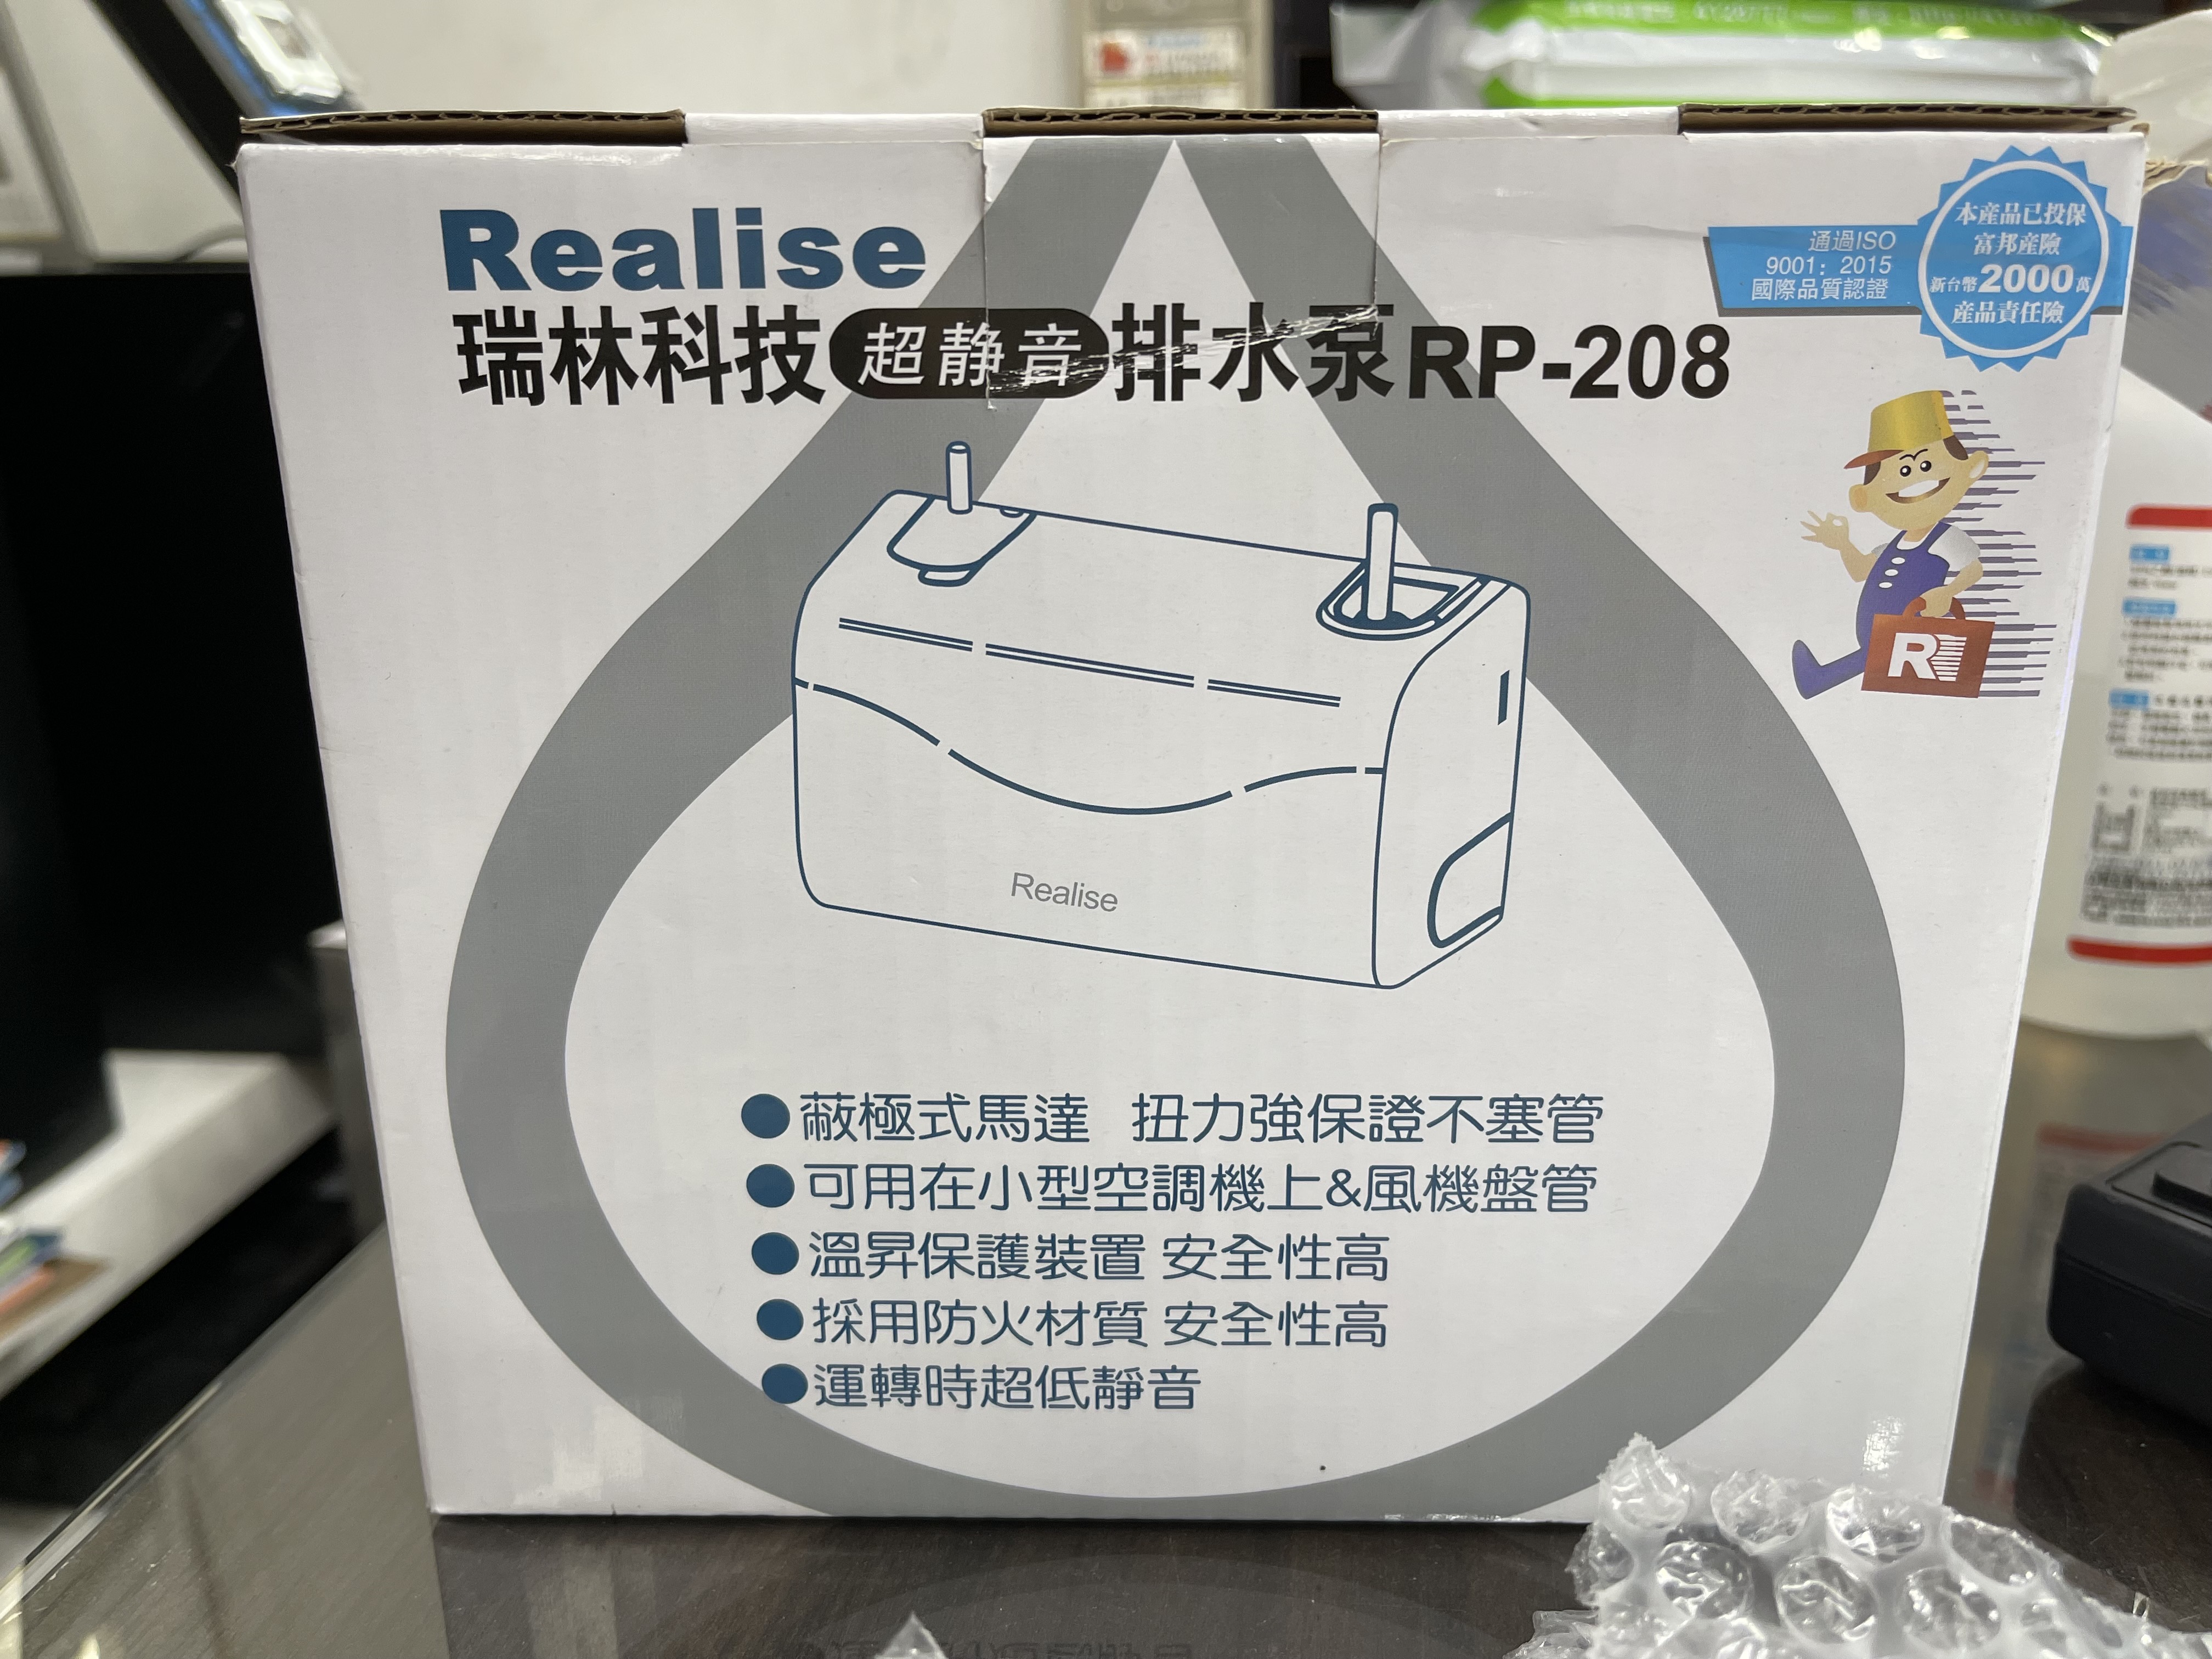 Realise
瑞林科技 超静音 排水泵RP-208
通過ISO
9001：2015
國際品質認證
本產品已投保
富邦產險
新台幣2000萬
產品責任險
R
Realise
●蔽極式馬達 扭力強保證不塞管
●可用在小型空調機上&風機盤管
●溫昇保護裝置 安全性高
●採用防火材質 安全性高
●運轉時超低靜音